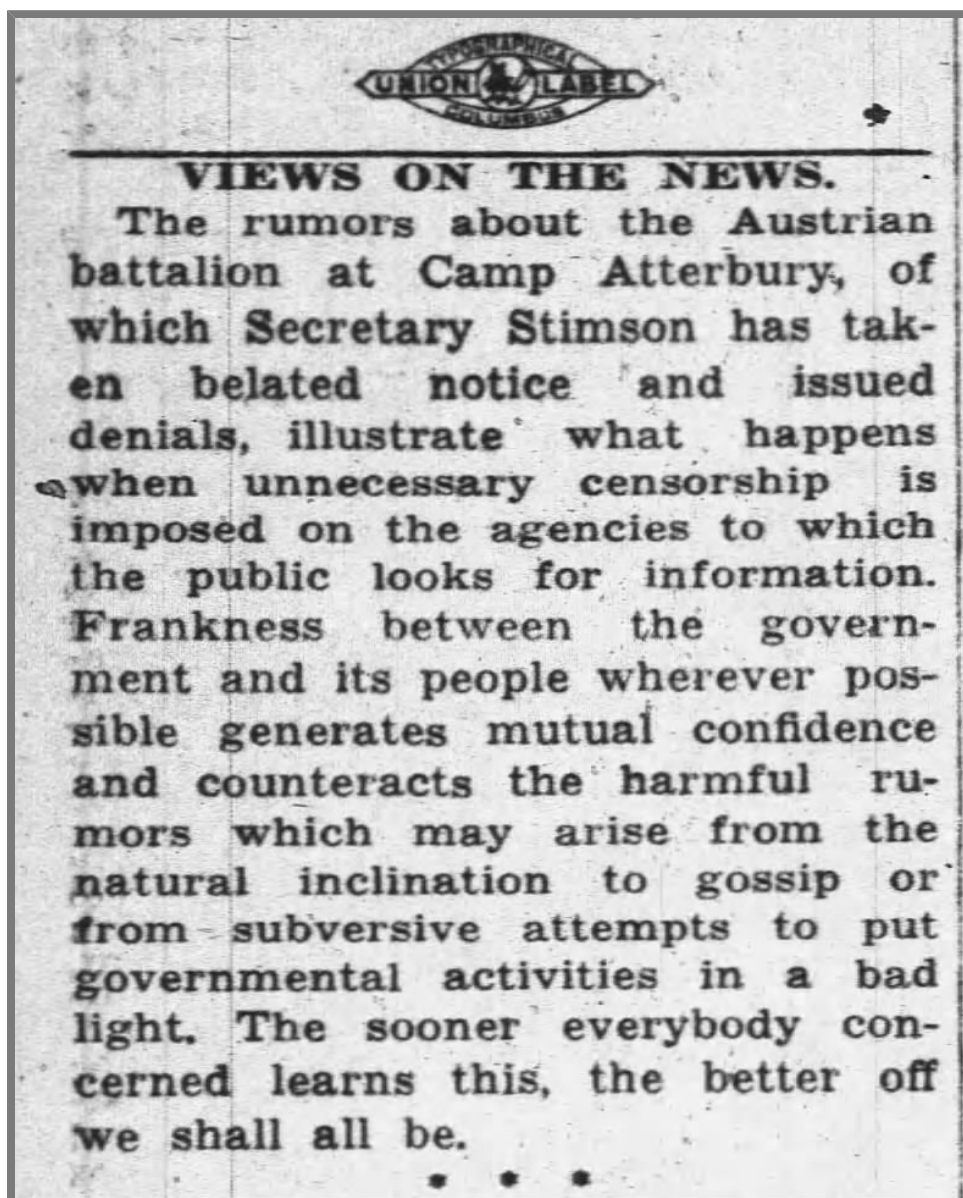 TYPOGRAPHICAL
UNION LABEL
COLUMBUS
VIEWS ON THE NEWS.
The rumors about the Austrian
battalion at Camp Atterbury, of
which Secretary Stimson has tak-
en belated notice and issued
denials, illustrate what happens
when unnecessary censorship is
imposed on the agencies to which
the public looks for information.
Frankness between the govern-
ment and its people wherever pos-
sible generates mutual confidence
and counteracts the harmful ru-
mors which may arise from the
natural inclination to gossip or
from subversive attempts to put
governmental activities in a bad
light. The sooner everybody con-
cerned learns this, the better off
we shall all be.
* * *